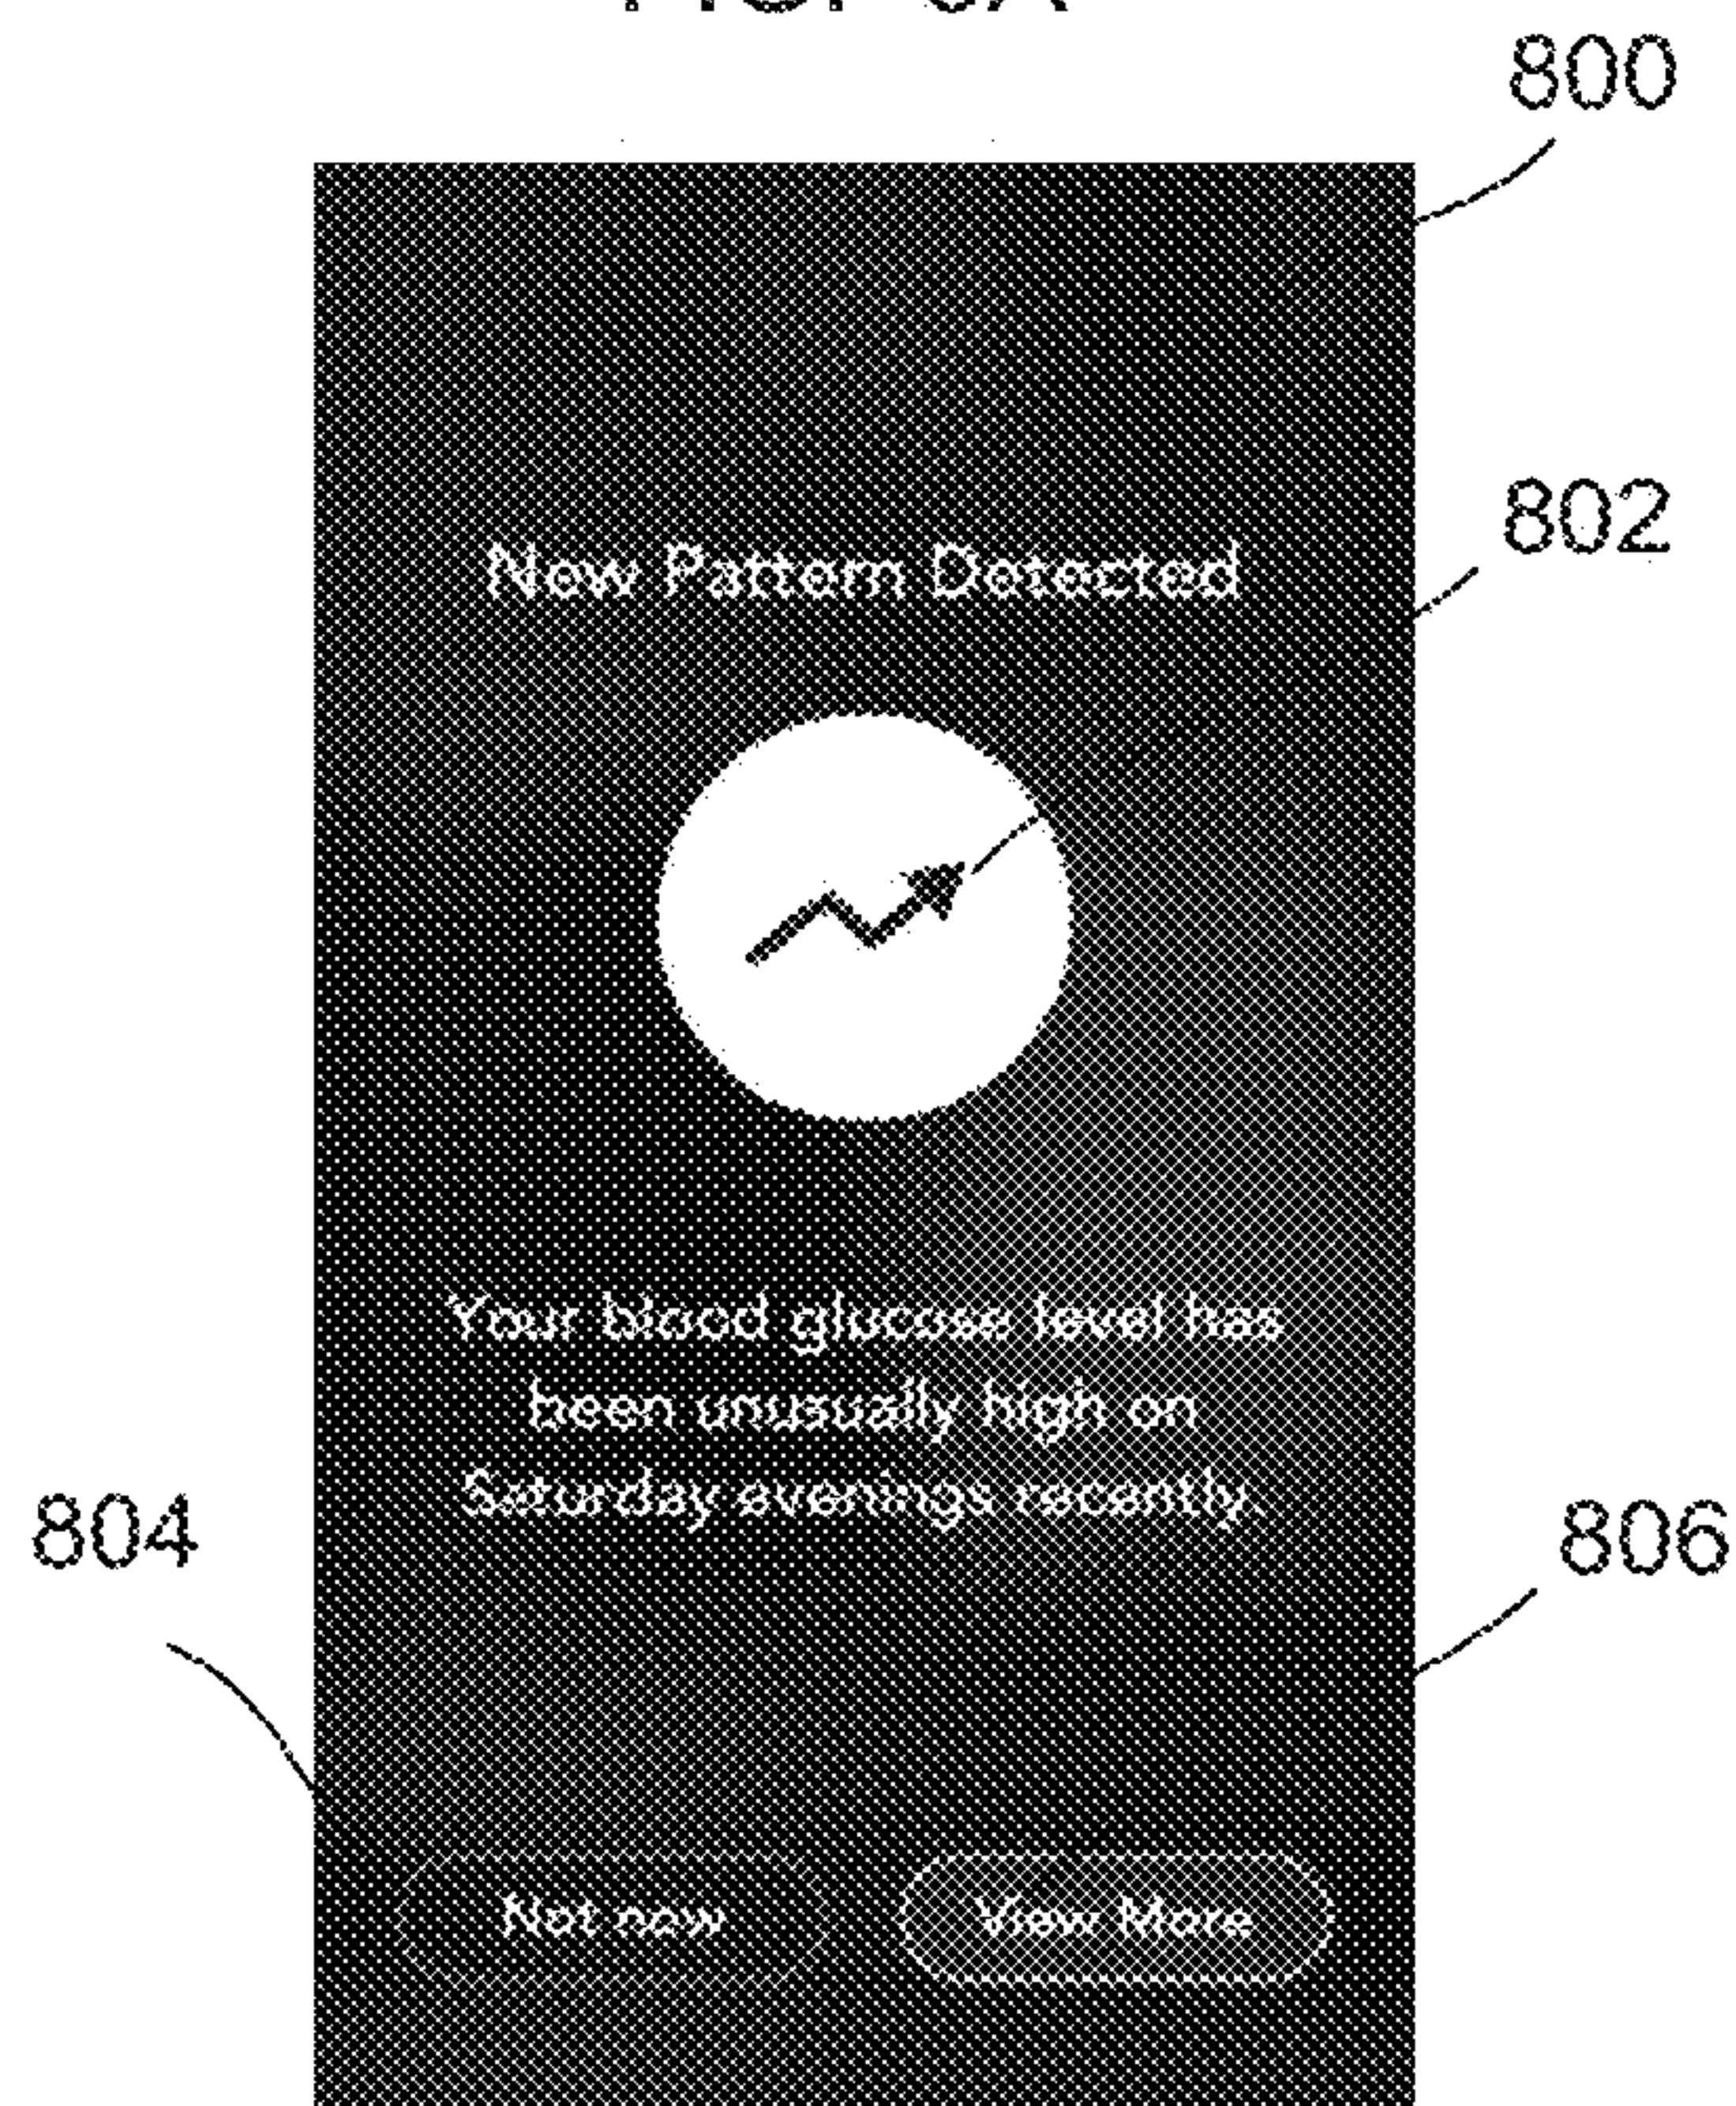 800
802
New Pattern Detected
Your blood glucose level has
been unusually high on
Saturday evenings recently.
804
806
Not now
View More